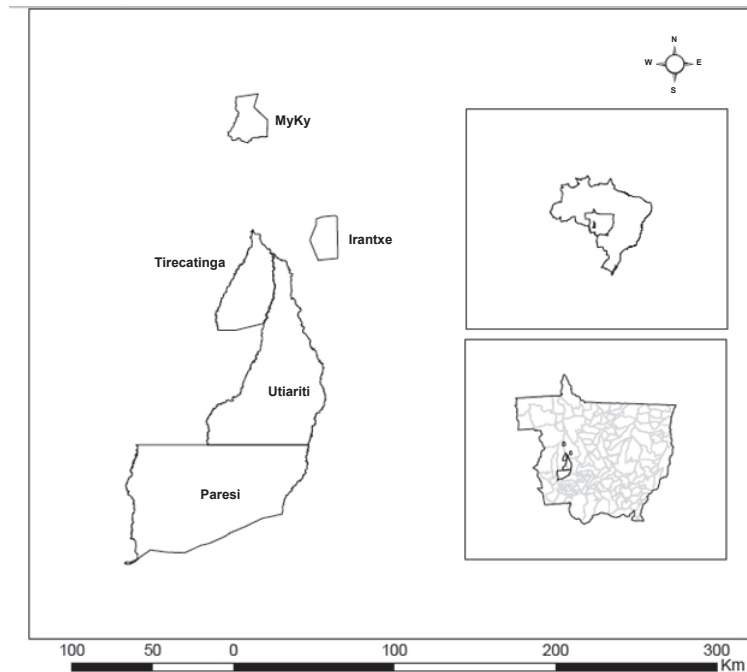 N
W E
S
MyKy
Irantxe
Tirecatinga
Utiariti
Paresi
100 50 0 100 200 300
Km